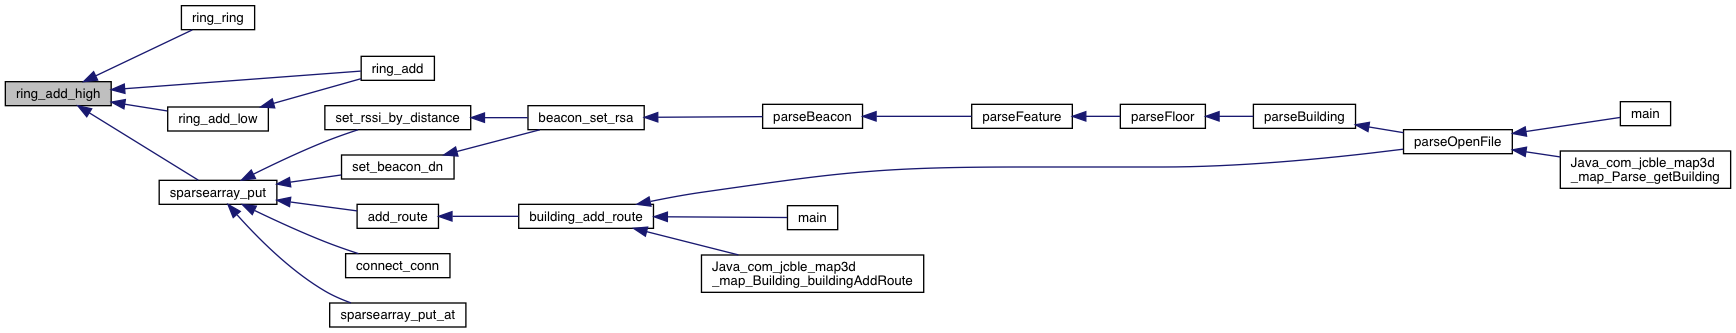 ring_ring
ring_add
ring_add_high
ring_add_low
set_rssi_by_distance
beacon_set_rsa
parseBeacon
parseFeature
parseFloor
parseBuilding
main
parseOpenFile
Java_com_jcble_map3d
_map_Parse_getBuilding
set_beacon_dn
sparsearray_put
add_route
building_add_route
main
connect_conn
Java_com_jcble_map3d
_map_Building_buildingAddRoute
sparsearray_put_at